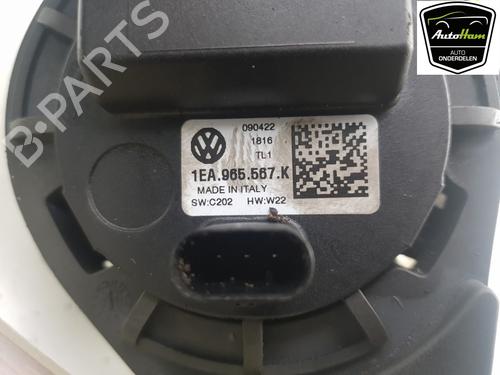 AutoHam
AUTO
ONDERDELEN
B-PARTS
090422
1816
TL1
1EA.965.567.K
MADE IN ITALY
SW:C202 HW:W22